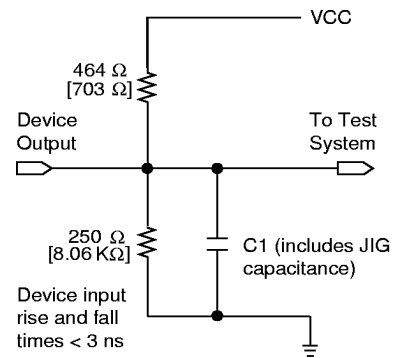 VCC
464 Ω
[703 Ω]
Device
Output
To Test
System
250 Ω
[8.06 KΩ]
C1 (includes JIG
capacitance)
Device input
rise and fall
times < 3 ns